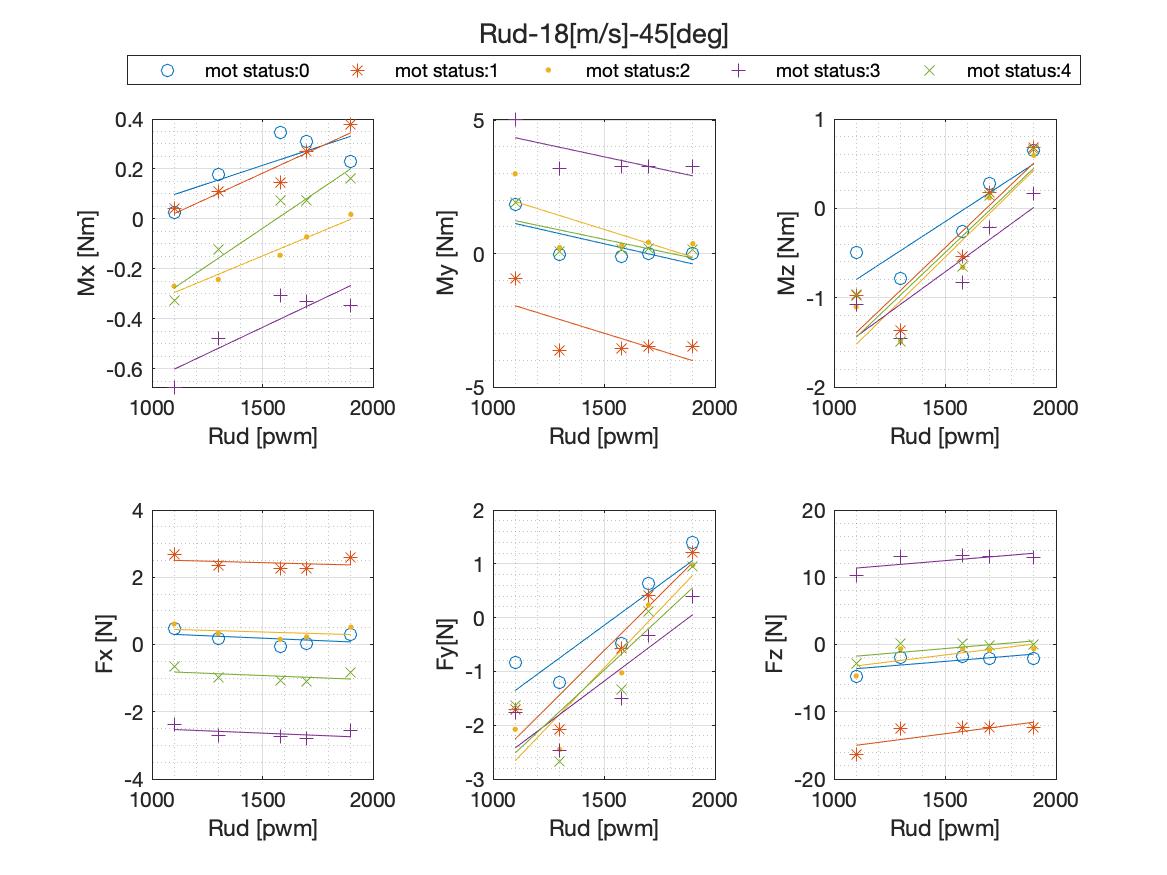 Rud-18[m/s]-45[deg]
mot status:0 mot status:1 mot status:2 mot status:3 mot status:4
0.4
0.2
0
-0.2
-0.4
-0.6
Mx [Nm]
1000 1500 2000
Rud [pwm]
5
0
-5
My [Nm]
1000 1500 2000
Rud [pwm]
1
0
-1
-2
Mz [Nm]
1000 1500 2000
Rud [pwm]
4
2
0
-2
-4
Fx [N]
1000 1500 2000
Rud [pwm]
2
1
0
-1
-2
-3
Fy[N]
1000 1500 2000
Rud [pwm]
20
10
0
-10
-20
Fz [N]
1000 1500 2000
Rud [pwm]